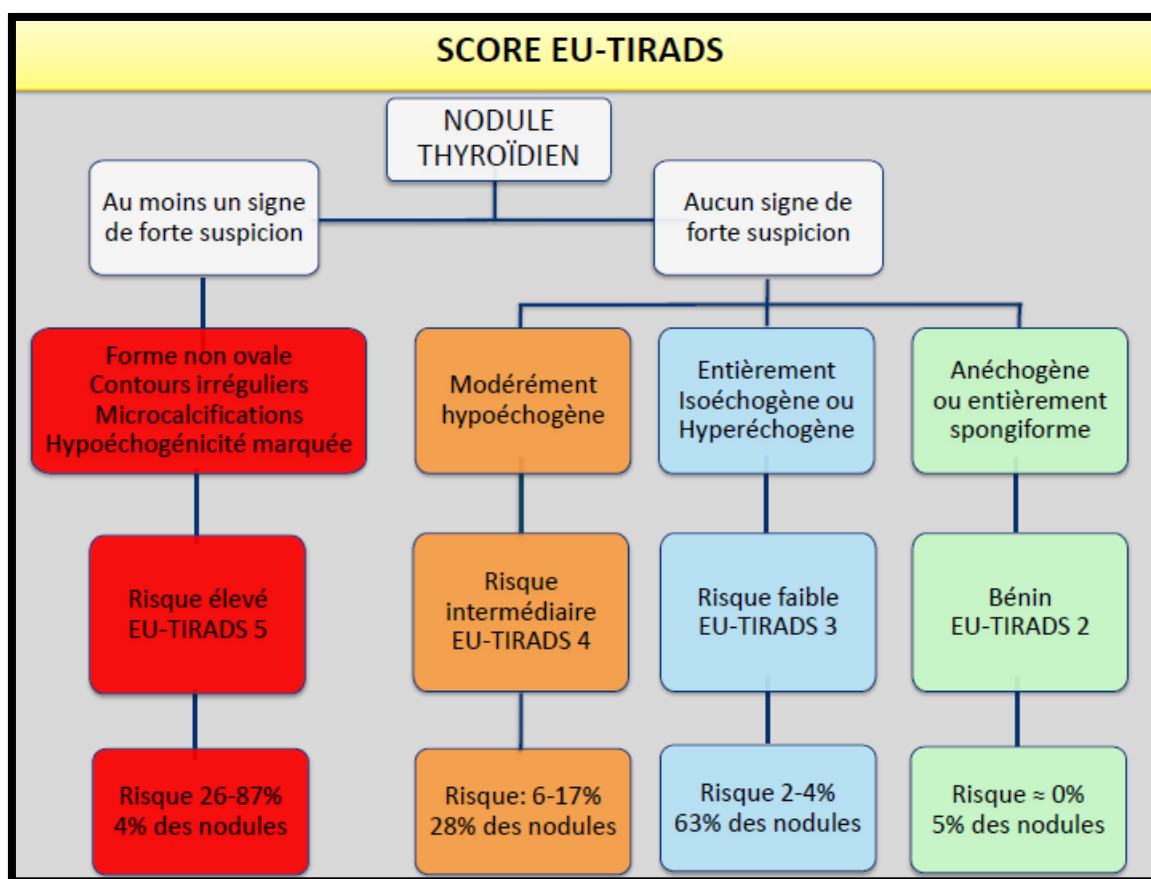 SCORE EU-TIRADS
NODULE
THYROÏDIEN
Au moins un signe
de forte suspicion
Aucun signe de
forte suspicion
Forme non ovale
Contours irréguliers
Microcalcifications
Hypoéchogénicité marquée
Modérément
hypoéchogène
Entièrement
Isoéchogène ou
Hyperéchogène
Anéchogène
ou entièrement
spongiforme
Risque élevé
EU-TIRADS 5
Risque
intermédiaire
EU-TIRADS 4
Risque faible
EU-TIRADS 3
Bénin
EU-TIRADS 2
Risque 26-87%
4% des nodules
Risque: 6-17%
28% des nodules
Risque 2-4%
63% des nodules
Risque ≈ 0%
5% des nodules